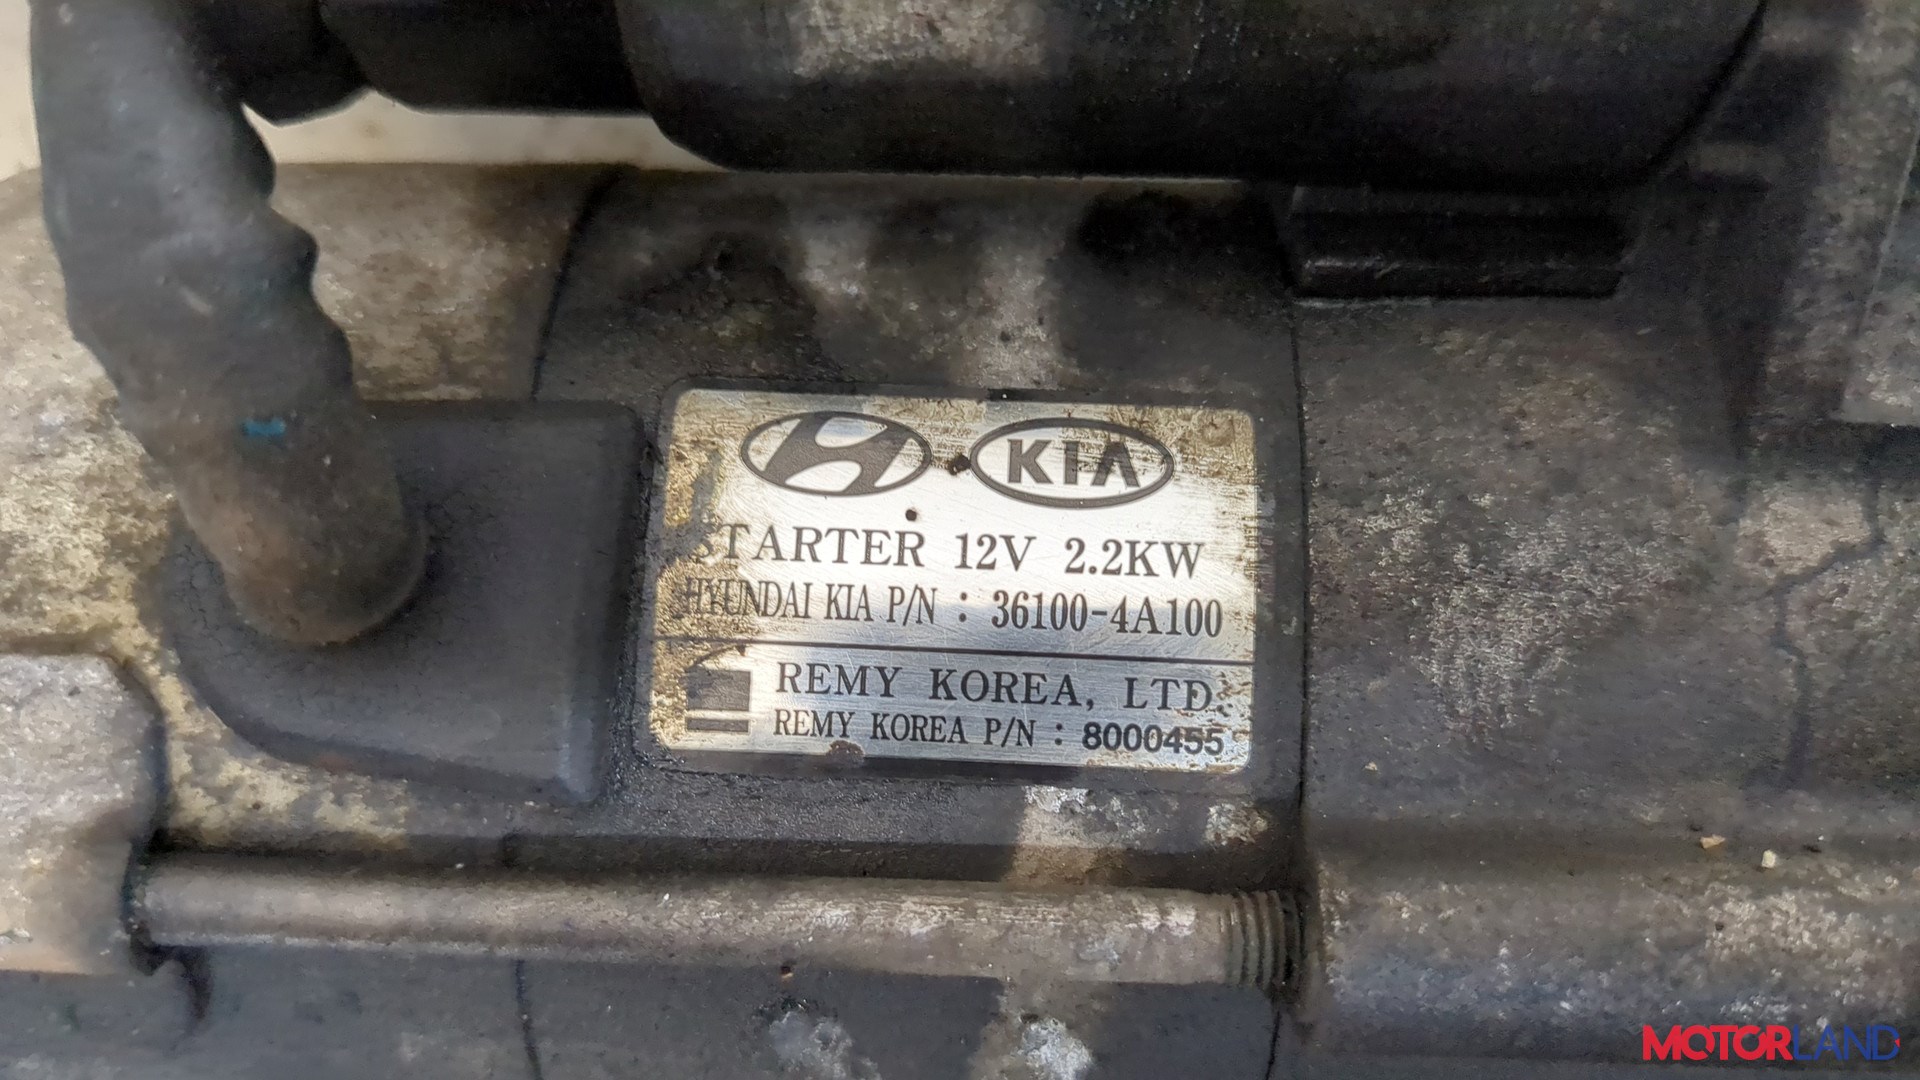 KIA
STARTER 12V 2.2KW
HYUNDAI KIA P/N : 36100-4A100
REMY KOREA, LTD.
REMY KOREA P/N : 8000455
MOTORLAND